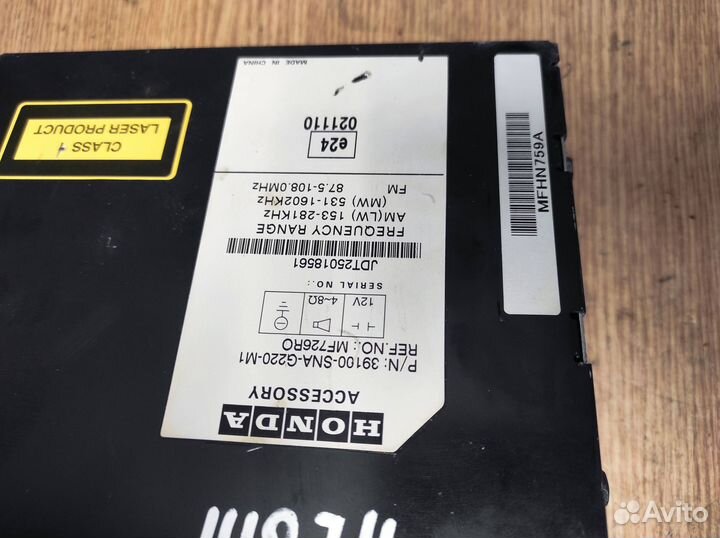 HONDA
ACCESSORY
P/N: 39100-SNA-G220-M1
REF.NO.: MF726RO
12V 4~8Ω
SERIAL NO.:
JDT25018561
FREQUENCY RANGE
AM(LW) 153-281KHz
(MW) 531-1602KHz
FM 87.5-108.0MHz
e24
021110
MADE IN CHINA
CLASS 1
LASER PRODUCT
MFHN759A
Avito